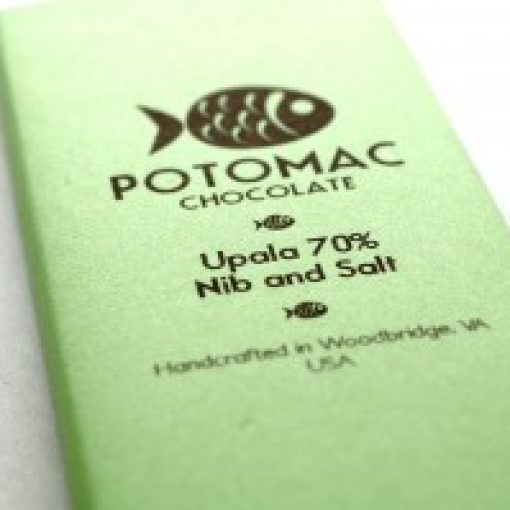 POTOMAC
CHOCOLATE
Upala 70%
Nib and Salt
Handcrafted in Woodbridge, VA
USA